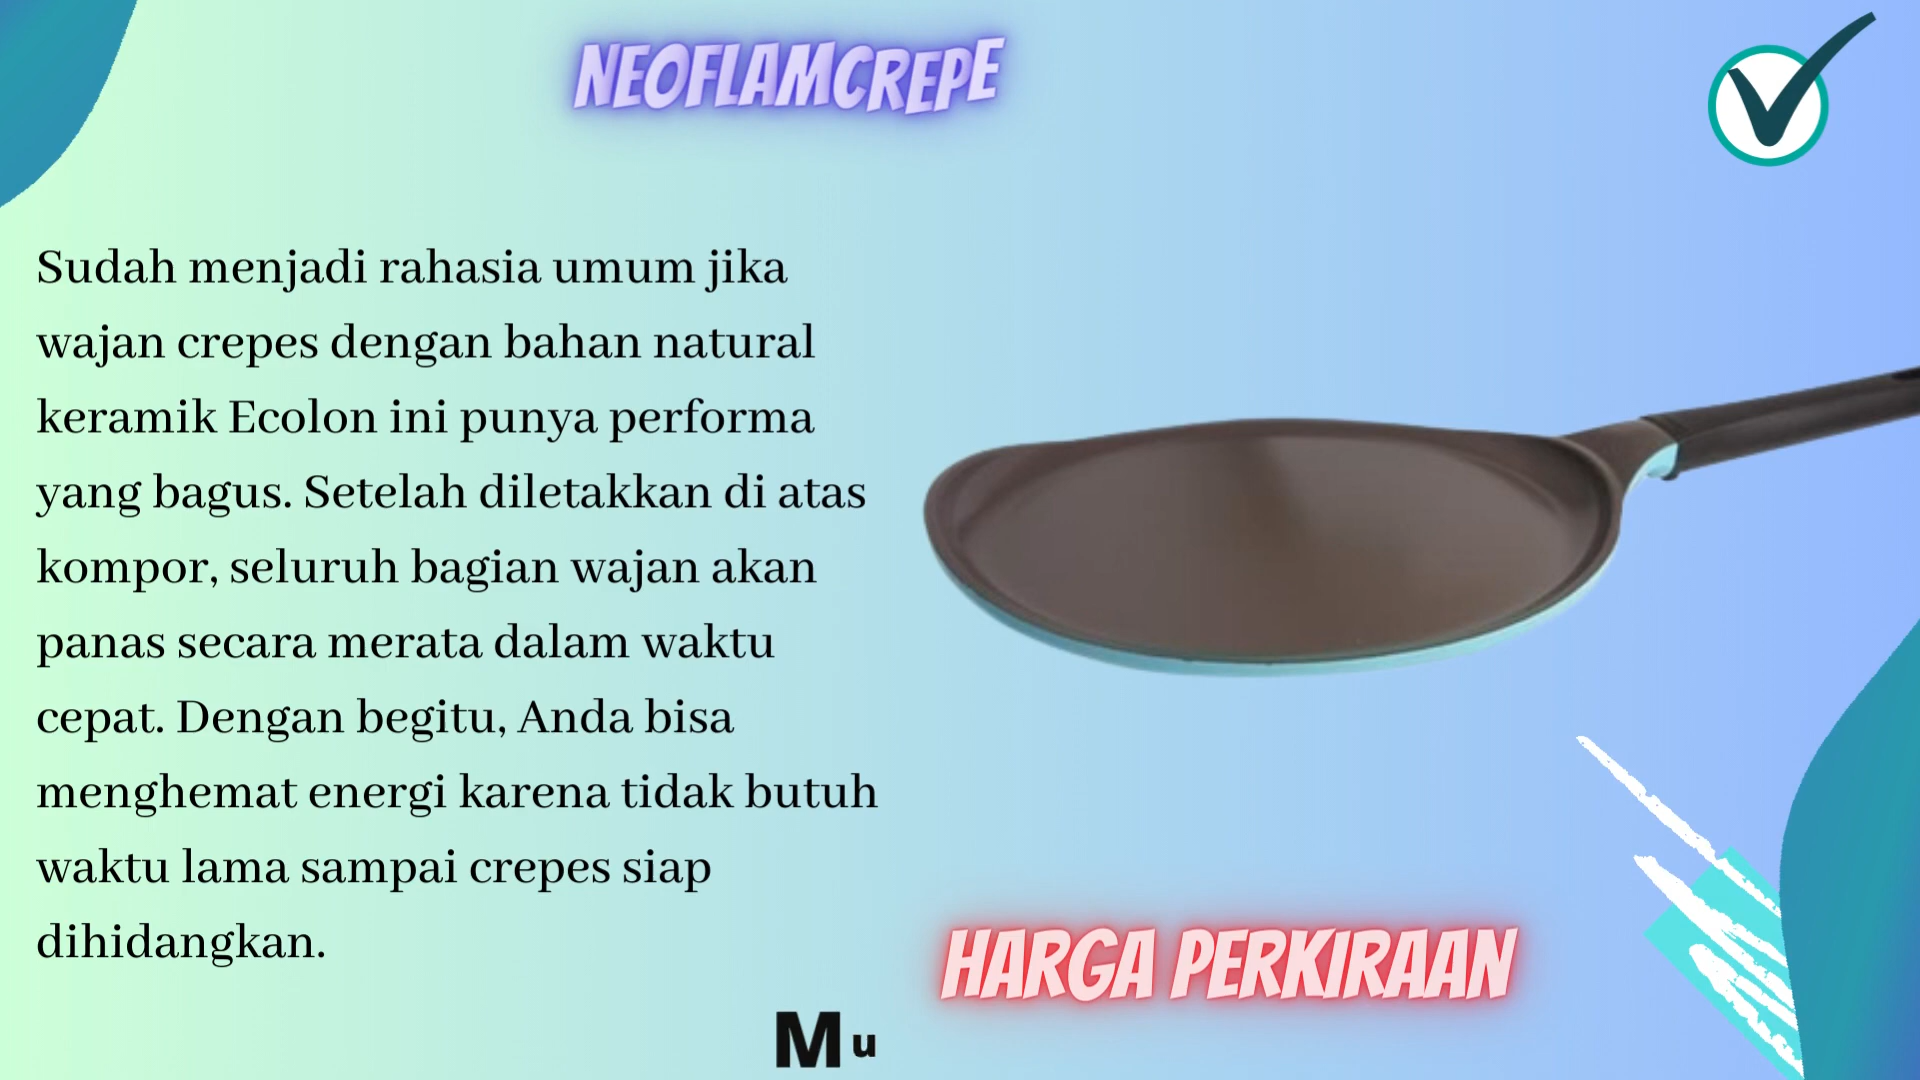 NEOFLAMCREPE
Sudah menjadi rahasia umum jika
wajan crepes dengan bahan natural
keramik Ecolon ini punya performa
yang bagus. Setelah diletakkan di atas
kompor, seluruh bagian wajan akan
panas secara merata dalam waktu
cepat. Dengan begitu, Anda bisa
menghemat energi karena tidak butuh
waktu lama sampai crepes siap
dihidangkan.
HARGA PERKIRAAN
Mu